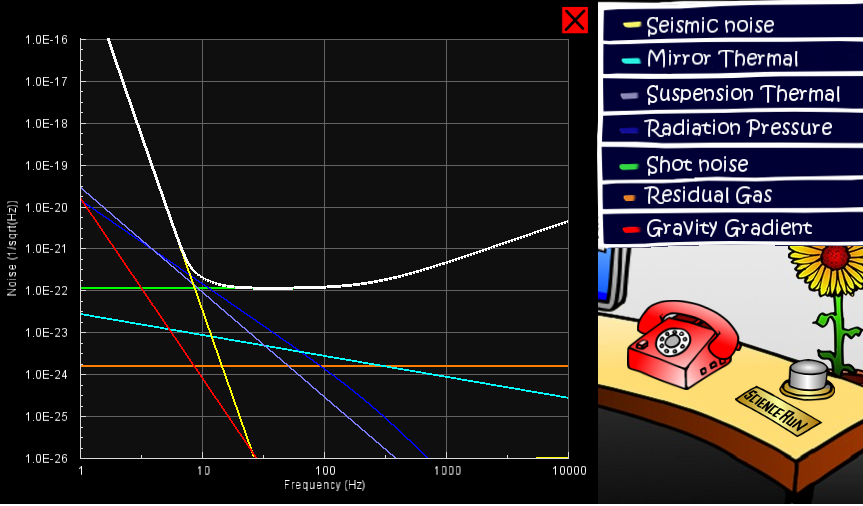 1.0E-16
1.0E-17
1.0E-18
1.0E-19
1.0E-20
1.0E-21
1.0E-22
1.0E-23
1.0E-24
1.0E-25
1.0E-26
Noise (1/sqrt(Hz))
1 10 100 1000 10000
Frequency (Hz)
Seismic noise
Mirror Thermal
Suspension Thermal
Radiation Pressure
Shot noise
Residual Gas
Gravity Gradient
SCIENCE RUN